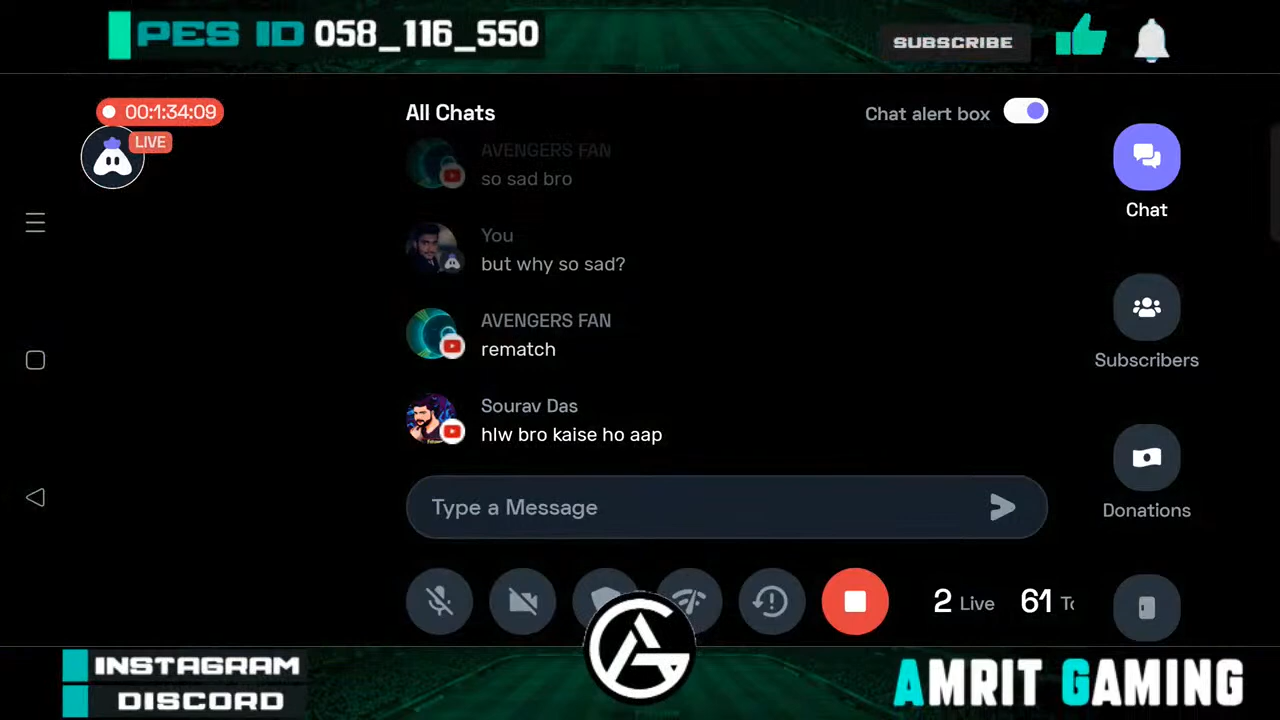 PES ID 058_116_550
SUBSCRIBE
00:1:34:09
LIVE
All Chats
Chat alert box
AVENGERS FAN
so sad bro
You
but why so sad?
AVENGERS FAN
rematch
Sourav Das
hlw bro kaise ho aap
Type a Message
Chat
Subscribers
Donations
2 Live
61 To
INSTAGRAM
DISCORD
AMRIT GAMING